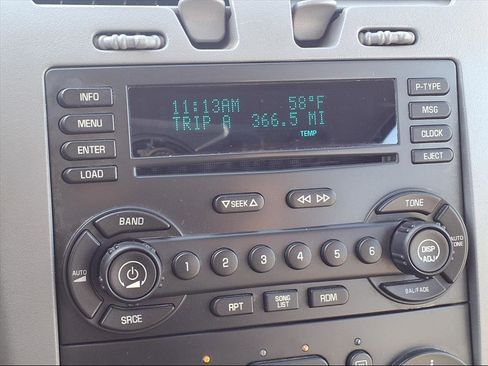 INFO
MENU
ENTER
LOAD
11:13AM 58°F
TRIP A 366.5 MI
TEMP
P-TYPE
MSG
CLOCK
EJECT
▽SEEK△
◁◁ ▷▷
BAND
AUTO
SRCE
1 2 3 4 5 6
RPT
SONG
LIST
RDM
TONE
AUTO
TONE
DISP
ADJ
BAL/FADE